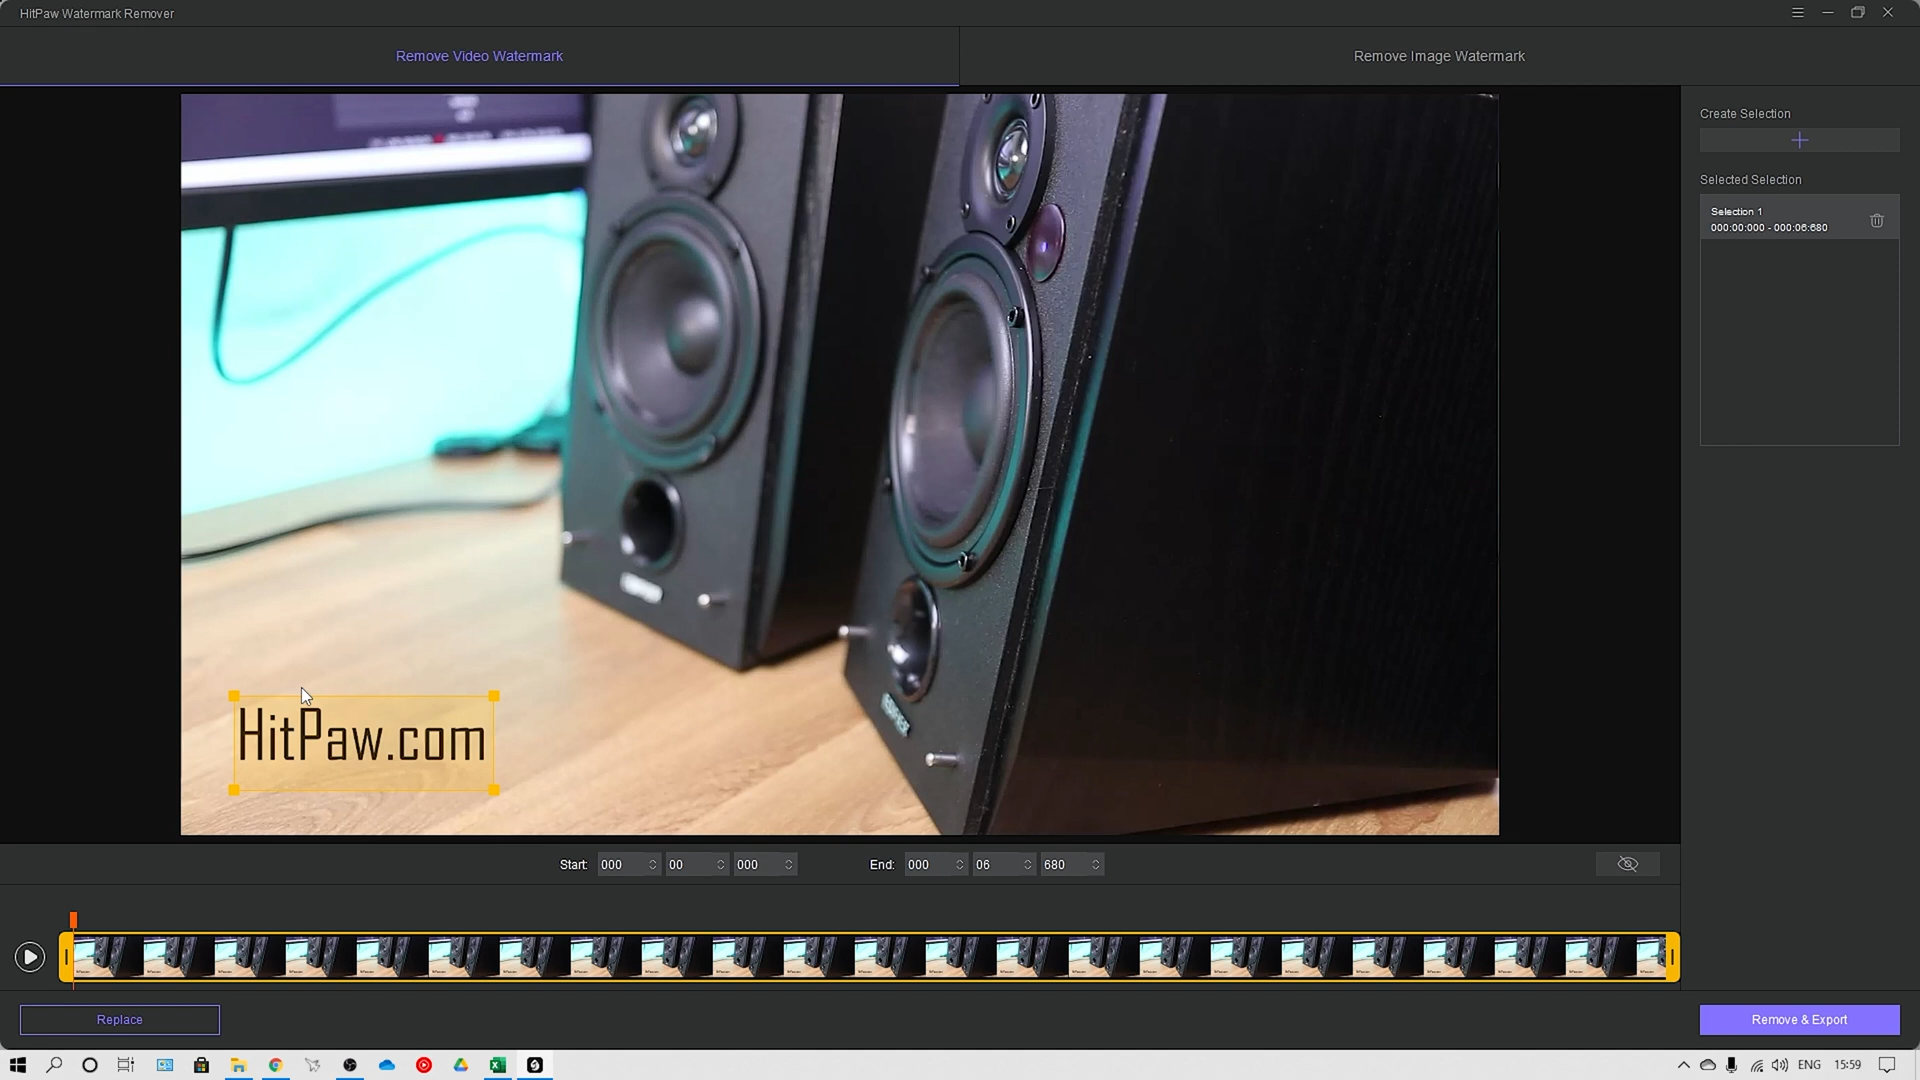 HitPaw Watermark Remover
Remove Video Watermark
Remove Image Watermark
Create Selection
Selected Selection
Selection 1
000:00:000 - 000:06:680
HitPaw.com
Start: 000 00 000 End: 000 06 680
Replace
Remove & Export
ENG 15:59